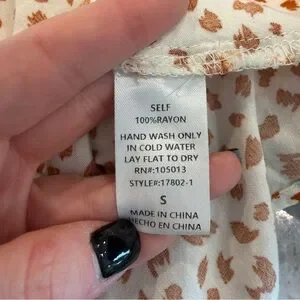 SELF
100%RAYON
HAND WASH ONLY
IN COLD WATER
LAY FLAT TO DRY
RN#:105013
STYLE#:17802-1
S
MADE IN CHINA
HECHO EN CHINA